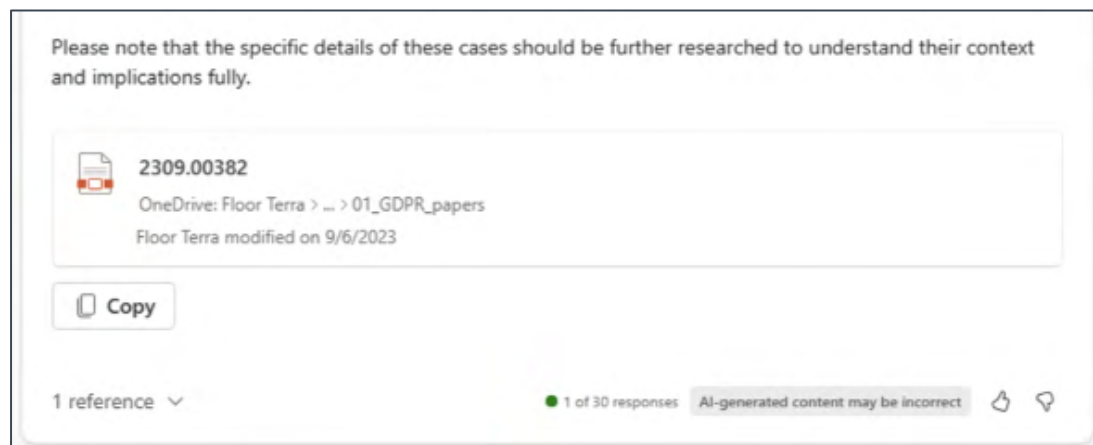 Please note that the specific details of these cases should be further researched to understand their context
and implications fully.
2309.00382
OneDrive: Floor Terra > ... > 01_GDPR_papers
Floor Terra modified on 9/6/2023
Copy
1 reference
1 of 30 responses AI-generated content may be incorrect